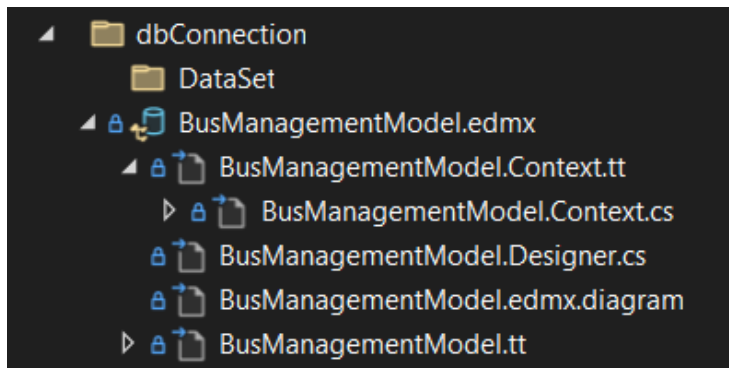 dbConnection
DataSet
BusManagementModel.edmx
BusManagementModel.Context.tt
BusManagementModel.Context.cs
BusManagementModel.Designer.cs
BusManagementModel.edmx.diagram
BusManagementModel.tt